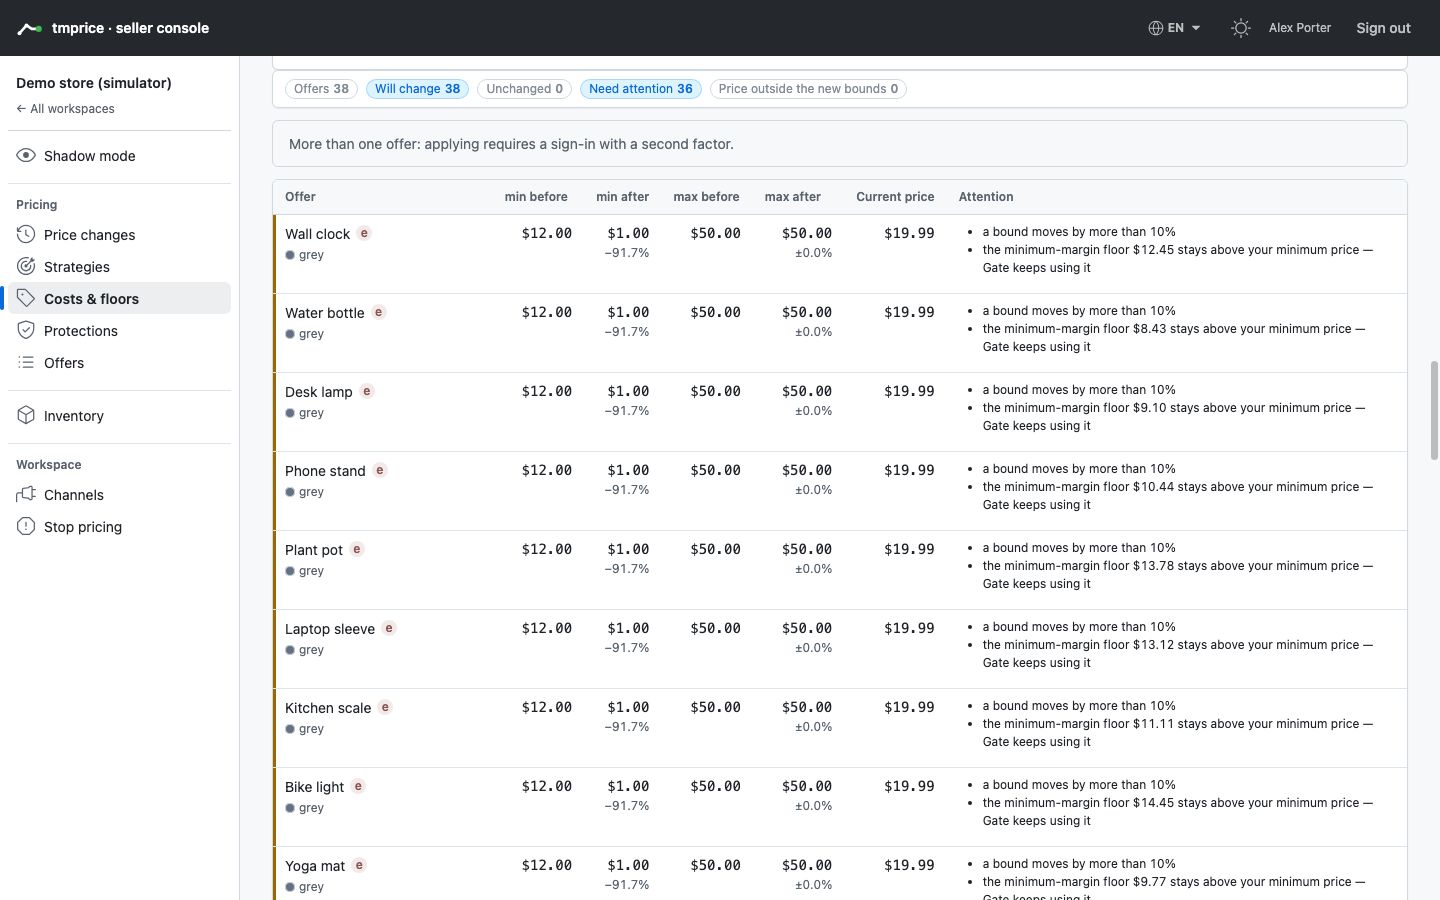 tmprice · seller console
EN
Alex Porter
Sign out
Demo store (simulator)
← All workspaces
Shadow mode
Pricing
Price changes
Strategies
Costs & floors
Protections
Offers
Inventory
Workspace
Channels
Stop pricing
Offers 38 Will change 38 Unchanged 0 Need attention 36 Price outside the new bounds 0
More than one offer: applying requires a sign-in with a second factor.
Offer min before min after max before max after Current price Attention
Wall clock e $12.00 $1.00 $50.00 $50.00 $19.99 • a bound moves by more than 10%
grey −91.7% ±0.0% • the minimum-margin floor $12.45 stays above your minimum price —
Gate keeps using it
Water bottle e $12.00 $1.00 $50.00 $50.00 $19.99 • a bound moves by more than 10%
grey −91.7% ±0.0% • the minimum-margin floor $8.43 stays above your minimum price —
Gate keeps using it
Desk lamp e $12.00 $1.00 $50.00 $50.00 $19.99 • a bound moves by more than 10%
grey −91.7% ±0.0% • the minimum-margin floor $9.10 stays above your minimum price —
Gate keeps using it
Phone stand e $12.00 $1.00 $50.00 $50.00 $19.99 • a bound moves by more than 10%
grey −91.7% ±0.0% • the minimum-margin floor $10.44 stays above your minimum price —
Gate keeps using it
Plant pot e $12.00 $1.00 $50.00 $50.00 $19.99 • a bound moves by more than 10%
grey −91.7% ±0.0% • the minimum-margin floor $13.78 stays above your minimum price —
Gate keeps using it
Laptop sleeve e $12.00 $1.00 $50.00 $50.00 $19.99 • a bound moves by more than 10%
grey −91.7% ±0.0% • the minimum-margin floor $13.12 stays above your minimum price —
Gate keeps using it
Kitchen scale e $12.00 $1.00 $50.00 $50.00 $19.99 • a bound moves by more than 10%
grey −91.7% ±0.0% • the minimum-margin floor $11.11 stays above your minimum price —
Gate keeps using it
Bike light e $12.00 $1.00 $50.00 $50.00 $19.99 • a bound moves by more than 10%
grey −91.7% ±0.0% • the minimum-margin floor $14.45 stays above your minimum price —
Gate keeps using it
Yoga mat e $12.00 $1.00 $50.00 $50.00 $19.99 • a bound moves by more than 10%
grey −91.7% ±0.0% • the minimum-margin floor $9.77 stays above your minimum price —
Gate keeps using it